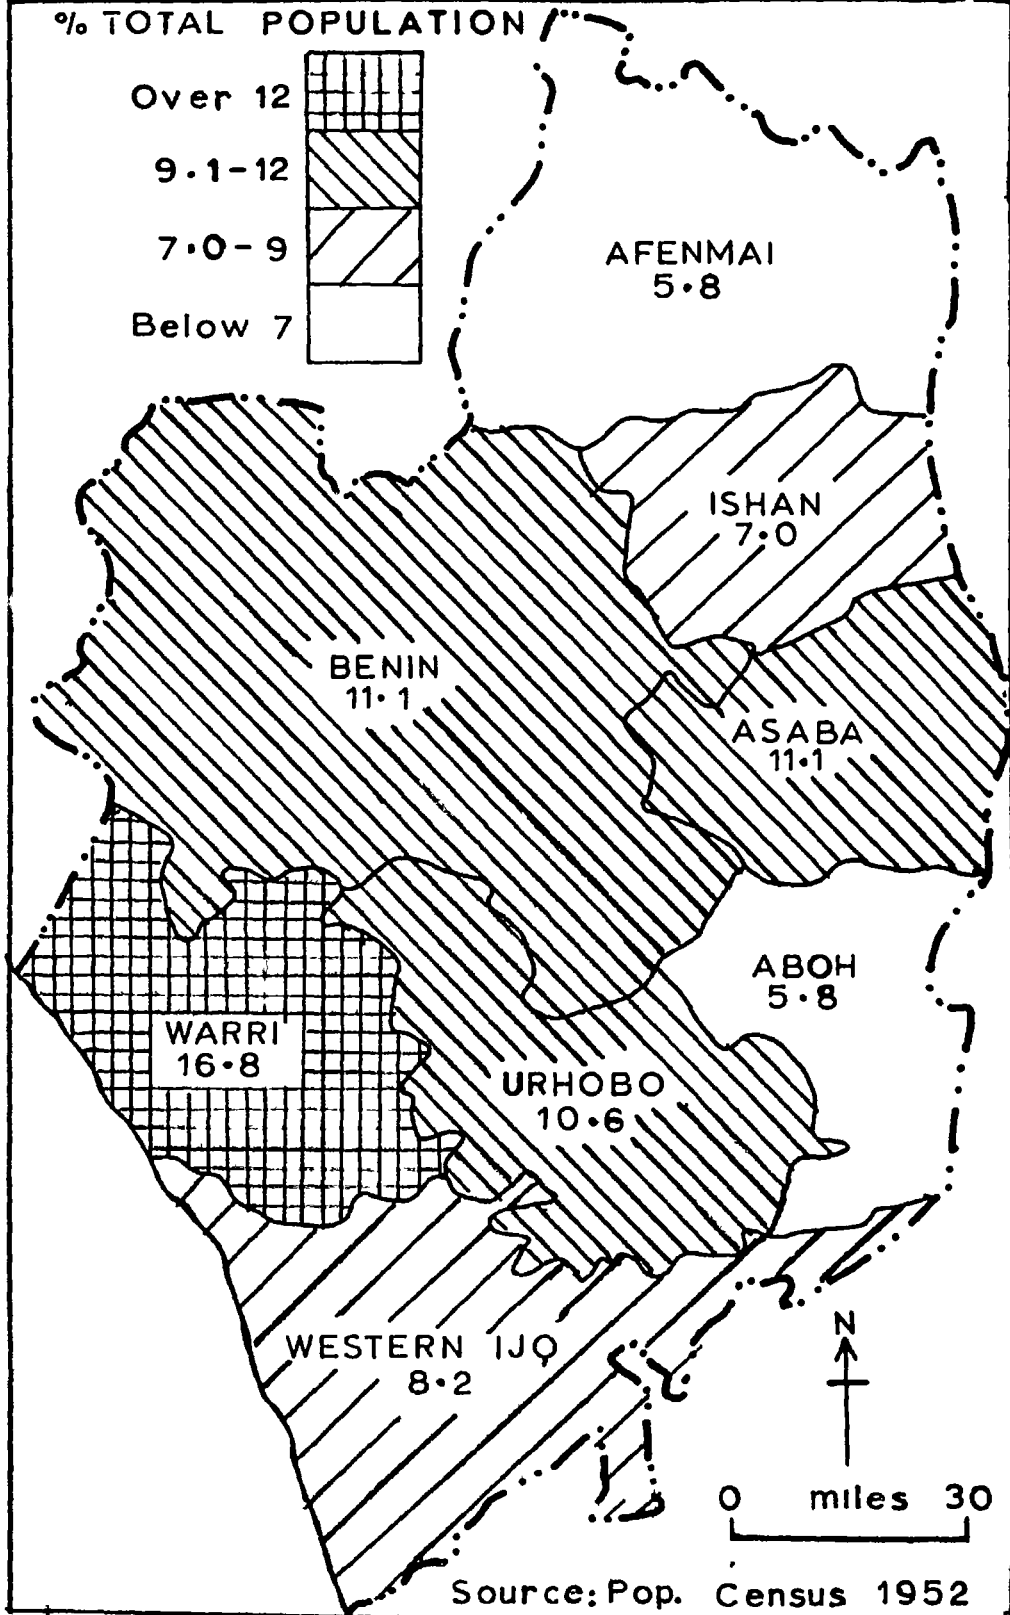 % TOTAL POPULATION
Over 12
9·1-12
7·0-9
Below 7
AFENMAI
5·8
ISHAN
7·0
BENIN
11·1
ASABA
11·1
ABOH
5·8
WARRI
16·8
URHOBO
10·6
WESTERN IJỌ
8·2
N
0 miles 30
Source: Pop. Census 1952